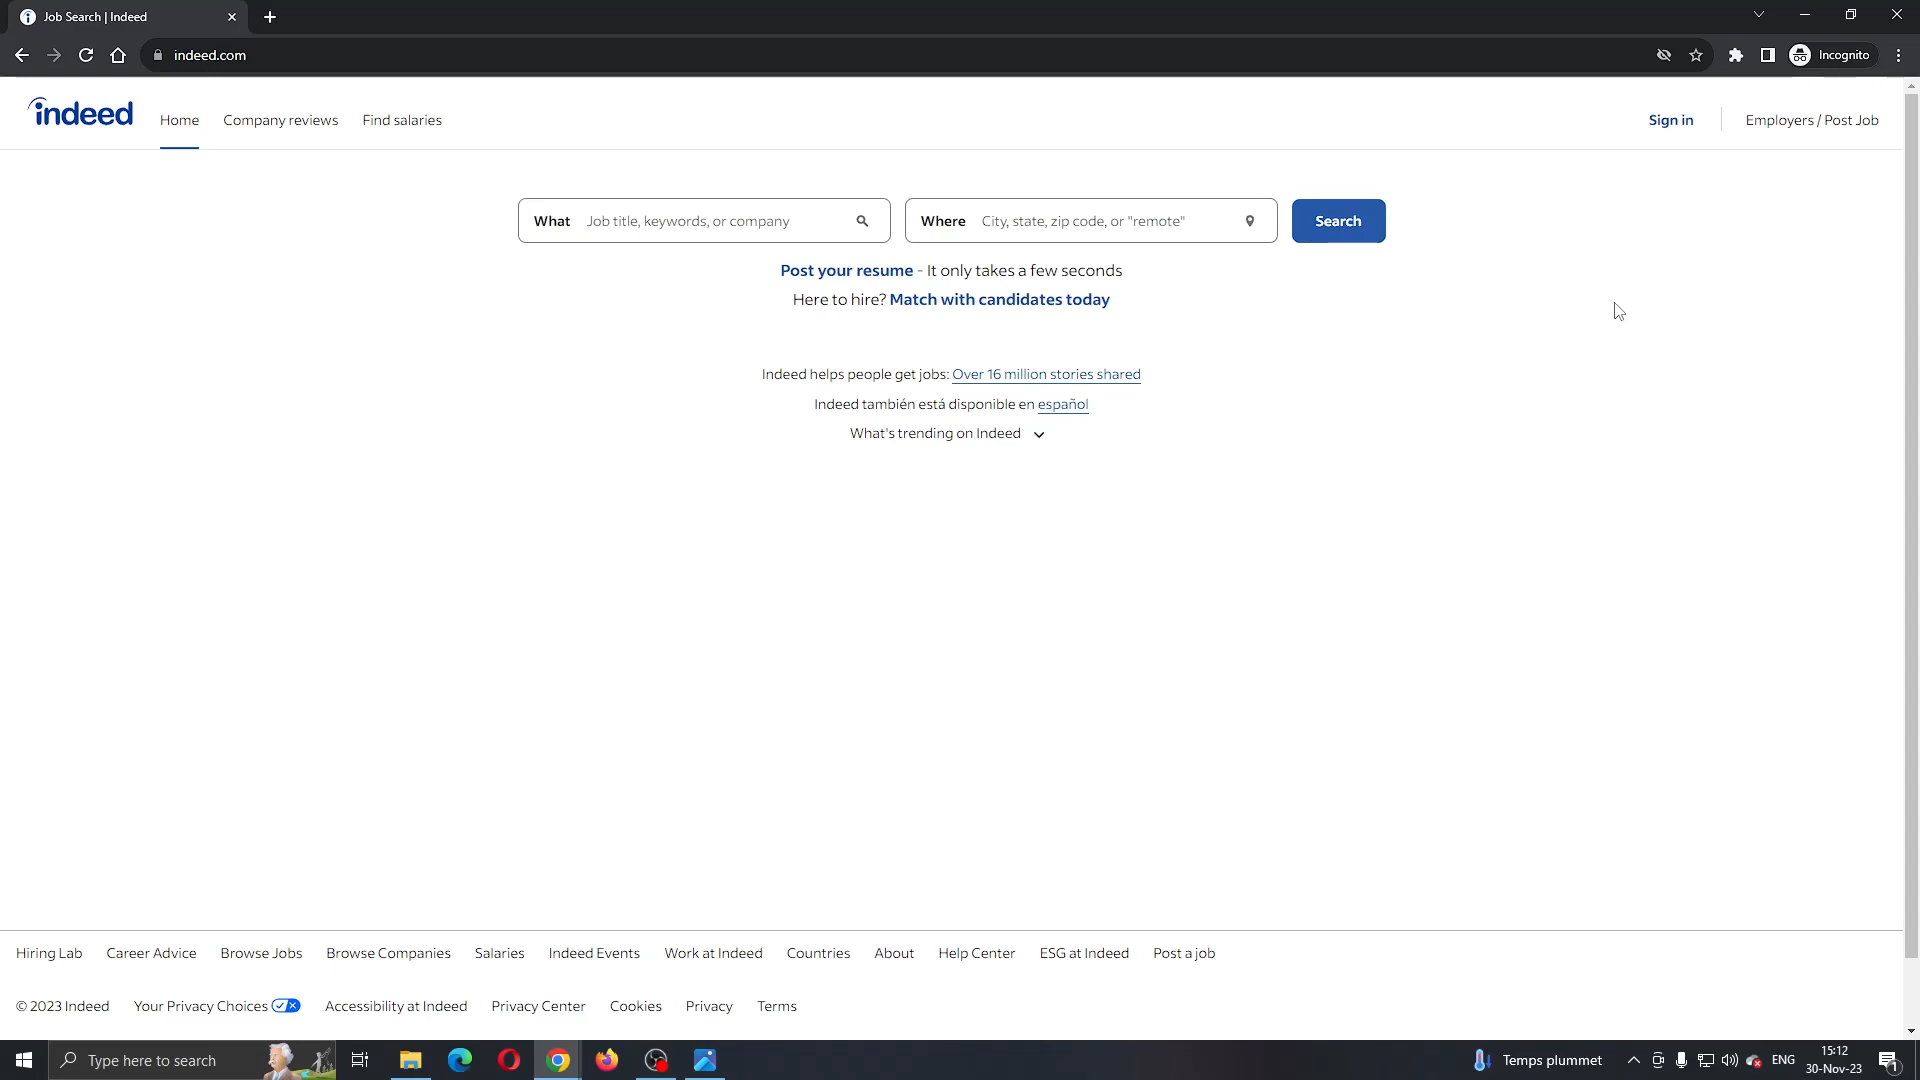 Job Search | Indeed
indeed.com
Incognito
indeed
Home
Company reviews
Find salaries
Sign in
Employers / Post Job
What Job title, keywords, or company
Where City, state, zip code, or "remote"
Search
Post your resume - It only takes a few seconds
Here to hire? Match with candidates today
Indeed helps people get jobs: Over 16 million stories shared
Indeed también está disponible en español
What's trending on Indeed
Hiring Lab Career Advice Browse Jobs Browse Companies Salaries Indeed Events Work at Indeed Countries About Help Center ESG at Indeed Post a job
© 2023 Indeed Your Privacy Choices Accessibility at Indeed Privacy Center Cookies Privacy Terms
Type here to search
Temps plummet
ENG
15:12
30-Nov-23
1